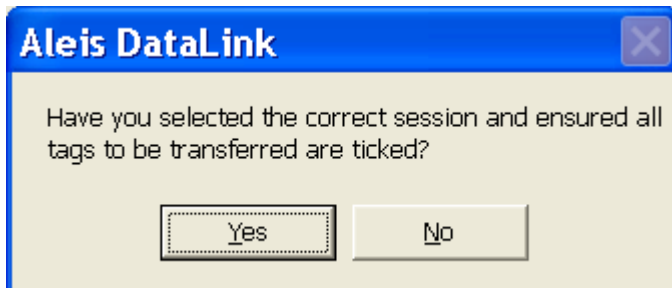 Aleis DataLink
Have you selected the correct session and ensured all
tags to be transferred are ticked?
Yes
No